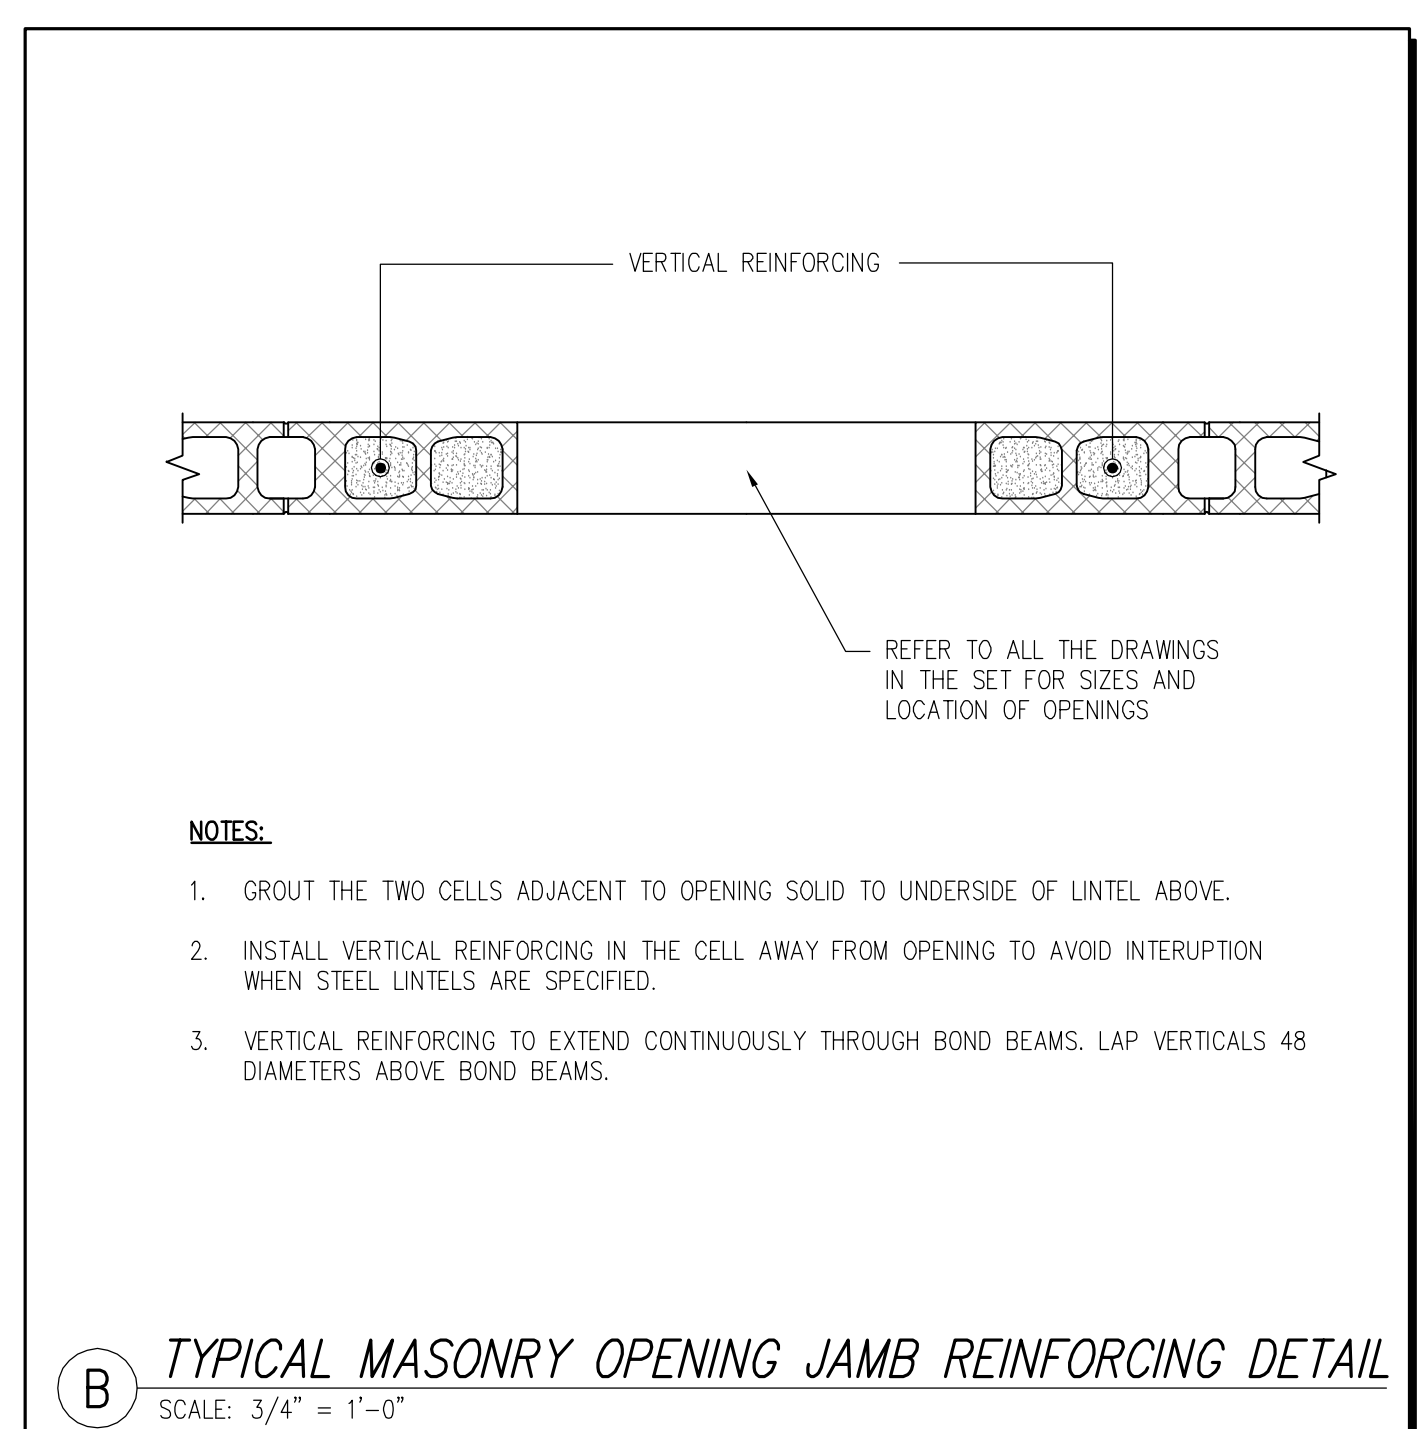 VERTICAL REINFORCING
REFER TO ALL THE DRAWINGS
IN THE SET FOR SIZES AND
LOCATION OF OPENINGS
NOTES:
1. GROUT THE TWO CELLS ADJACENT TO OPENING SOLID TO UNDERSIDE OF LINTEL ABOVE.
2. INSTALL VERTICAL REINFORCING IN THE CELL AWAY FROM OPENING TO AVOID INTERUPTION
WHEN STEEL LINTELS ARE SPECIFIED.
3. VERTICAL REINFORCING TO EXTEND CONTINUOUSLY THROUGH BOND BEAMS. LAP VERTICALS 48
DIAMETERS ABOVE BOND BEAMS.
B TYPICAL MASONRY OPENING JAMB REINFORCING DETAIL
SCALE: 3/4" = 1'-0"